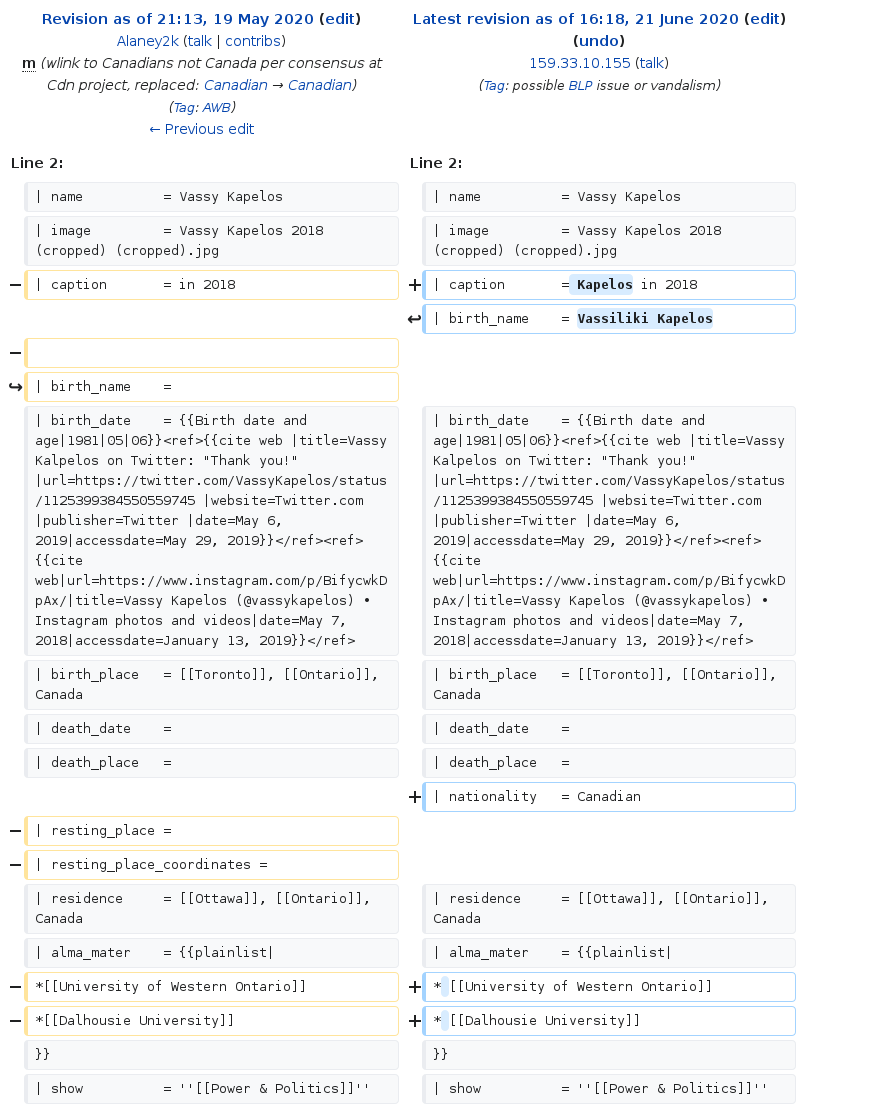 Revision as of 21:13, 19 May 2020 (edit)
Alaney2k (talk | contribs)
m (wlink to Canadians not Canada per consensus at
Cdn project, replaced: Canadian → Canadian)
(Tag: AWB)
← Previous edit
Latest revision as of 16:18, 21 June 2020 (edit)
(undo)
159.33.10.155 (talk)
(Tag: possible BLP issue or vandalism)
Line 2:
Line 2:
| name          = Vassy Kapelos
| name          = Vassy Kapelos
| image         = Vassy Kapelos 2018
(cropped) (cropped).jpg
| image         = Vassy Kapelos 2018
(cropped) (cropped).jpg
− | caption       = in 2018
+ | caption       = Kapelos in 2018
↩ | birth_name    = Vassiliki Kapelos
−
↪ | birth_name    =
| birth_date    = {{Birth date and
age|1981|05|06}}<ref>{{cite web |title=Vassy
Kalpelos on Twitter: "Thank you!"
|url=https://twitter.com/VassyKapelos/status
/1125399384550559745 |website=Twitter.com
|publisher=Twitter |date=May 6,
2019|accessdate=May 29, 2019}}</ref><ref>
{{cite
web|url=https://www.instagram.com/p/BifycwkD
pAx/|title=Vassy Kapelos (@vassykapelos) •
Instagram photos and videos|date=May 7,
2018|accessdate=January 13, 2019}}</ref>
| birth_date    = {{Birth date and
age|1981|05|06}}<ref>{{cite web |title=Vassy
Kalpelos on Twitter: "Thank you!"
|url=https://twitter.com/VassyKapelos/status
/1125399384550559745 |website=Twitter.com
|publisher=Twitter |date=May 6,
2019|accessdate=May 29, 2019}}</ref><ref>
{{cite
web|url=https://www.instagram.com/p/BifycwkD
pAx/|title=Vassy Kapelos (@vassykapelos) •
Instagram photos and videos|date=May 7,
2018|accessdate=January 13, 2019}}</ref>
| birth_place   = [[Toronto]], [[Ontario]],
Canada
| birth_place   = [[Toronto]], [[Ontario]],
Canada
| death_date    =
| death_date    =
| death_place   =
| death_place   =
+ | nationality   = Canadian
− | resting_place =
− | resting_place_coordinates =
| residence     = [[Ottawa]], [[Ontario]],
Canada
| residence     = [[Ottawa]], [[Ontario]],
Canada
| alma_mater    = {{plainlist|
| alma_mater    = {{plainlist|
− *[[University of Western Ontario]]
+ * [[University of Western Ontario]]
− *[[Dalhousie University]]
+ * [[Dalhousie University]]
}}
}}
| show          = ''[[Power & Politics]]''
| show          = ''[[Power & Politics]]''